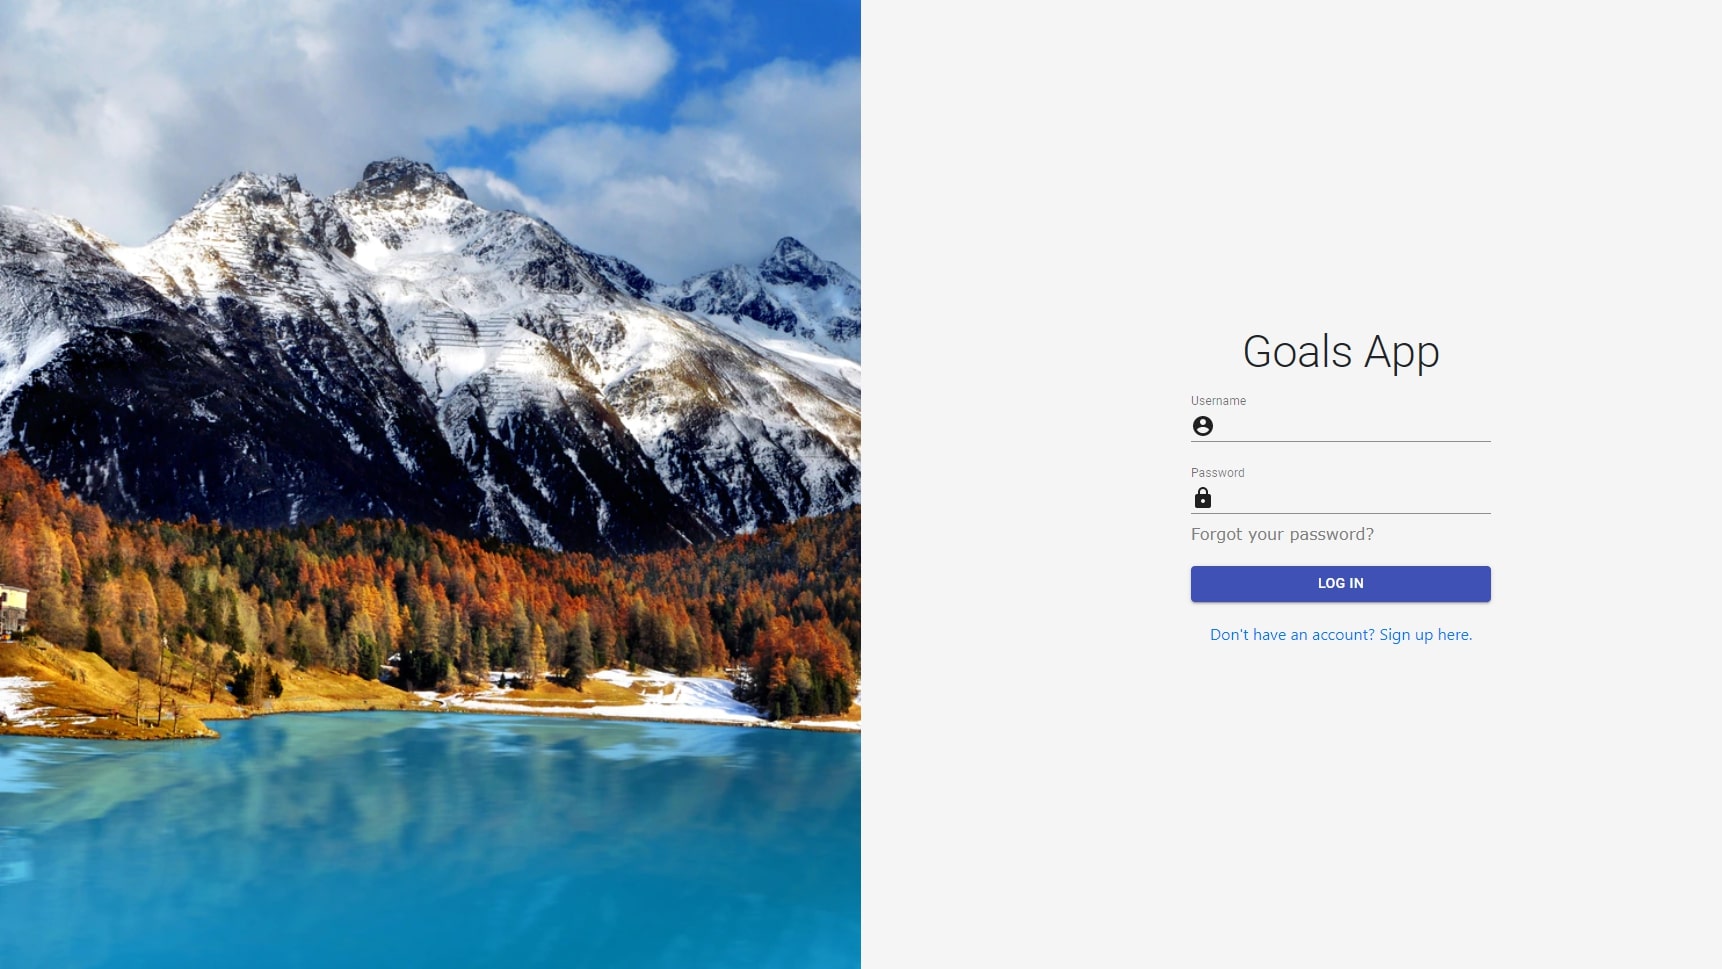 Goals App
Username
Password
Forgot your password?
LOG IN
Don't have an account? Sign up here.